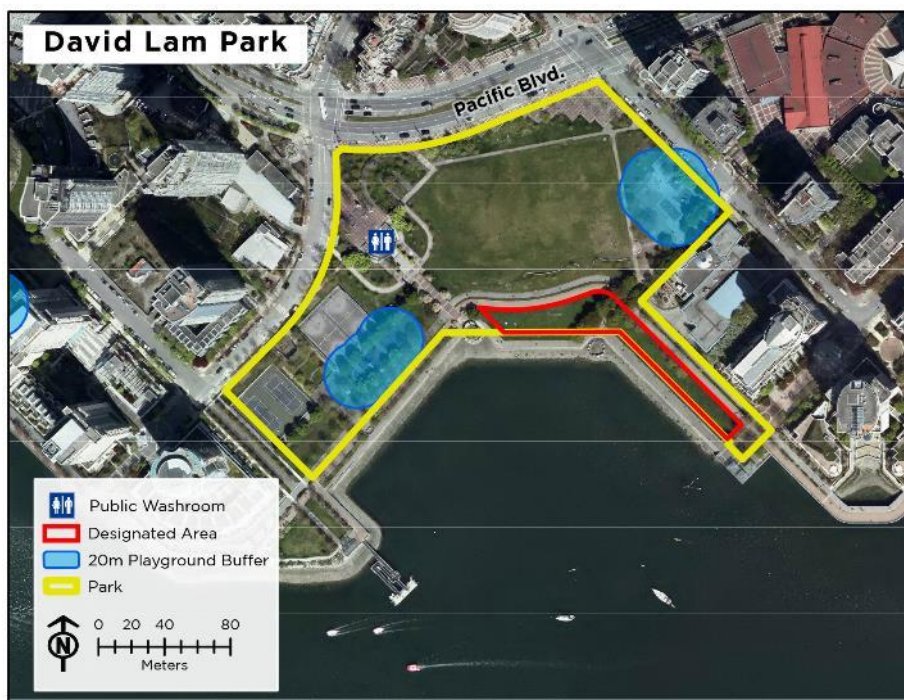 David Lam Park
Pacific Blvd.
Public Washroom
Designated Area
20m Playground Buffer
Park
N
0 20 40 80
Meters